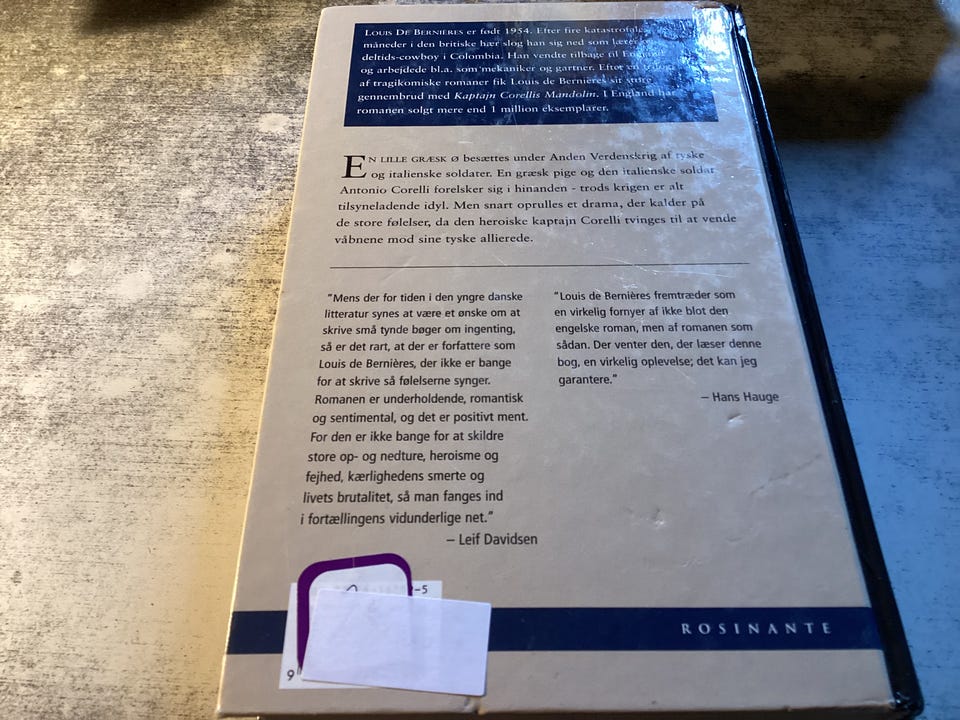 LOUIS DE BERNIÈRES er født 1954. Efter fire katastrofale
måneder i den britiske hær slog han sig ned som lærer
deltids-cowboy i Colombia. Han vendte tilbage til England
og arbejdede bl.a. som mekaniker og gartner. Efter en
af tragikomiske romaner fik Louis de Bernières sit store
gennembrud med Kaptajn Corellis Mandolin. I England har
romanen solgt mere end 1 million eksemplarer.
EN LILLE GRÆSK Ø besættes under Anden Verdenskrig af tyske
og italienske soldater. En græsk pige og den italienske soldat
Antonio Corelli forelsker sig i hinanden - trods krigen er alt
tilsyneladende idyl. Men snart oprulles et drama, der kalder på
de store følelser, da den heroiske kaptajn Corelli tvinges til at vende
våbnene mod sine tyske allierede.
"Mens der for tiden i den yngre danske
litteratur synes at være et ønske om at
skrive små tynde bøger om ingenting,
så er det rart, at der er forfattere som
Louis de Bernières, der ikke er bange
for at skrive så følelserne synger.
Romanen er underholdende, romantisk
og sentimental, og det er positivt ment.
For den er ikke bange for at skildre
store op- og nedture, heroisme og
fejhed, kærlighedens smerte og
livets brutalitet, så man fanges ind
i fortællingens vidunderlige net."
– Leif Davidsen
"Louis de Bernières fremtræder som
en virkelig fornyer af ikke blot den
engelske roman, men af romanen som
sådan. Der venter den, der læser denne
bog, en virkelig oplevelse; det kan jeg
garantere."
– Hans Hauge
-5
9
ROSINANTE